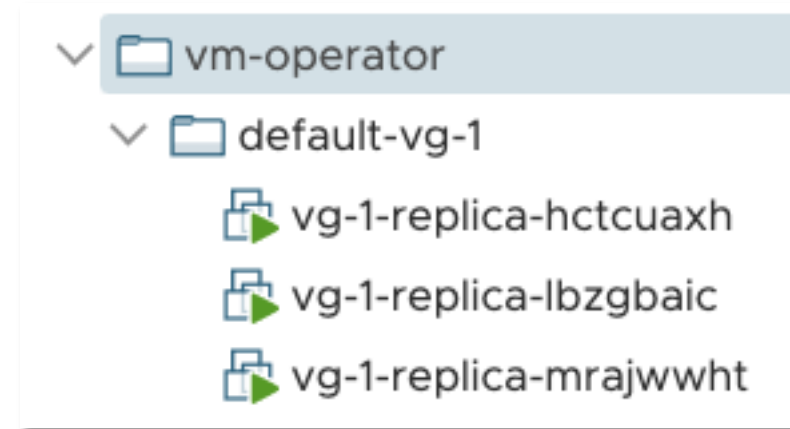 vm-operator
default-vg-1
vg-1-replica-hctcuaxh
vg-1-replica-lbzgbaic
vg-1-replica-mrajwwht